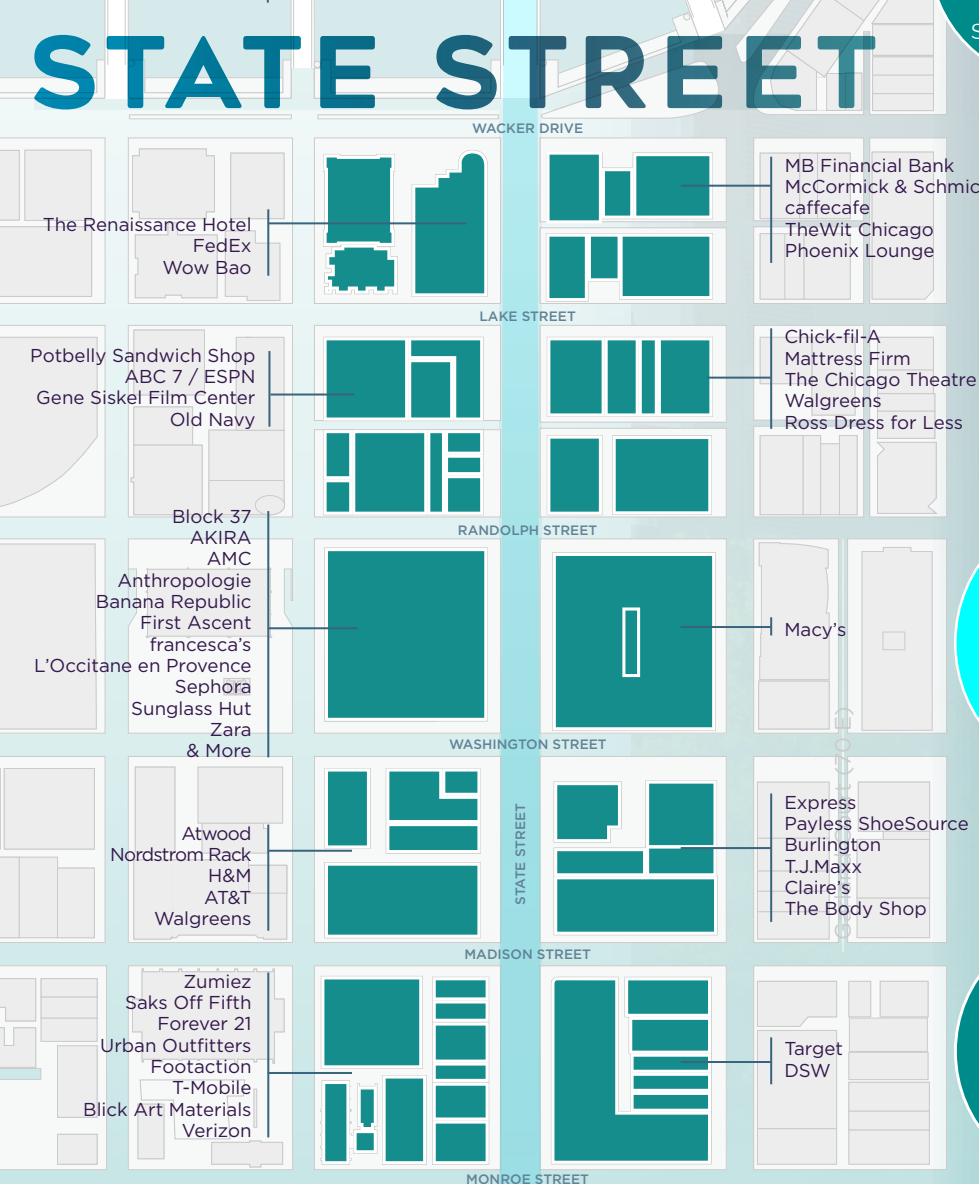 STATE STREET
WACKER DRIVE
The Renaissance Hotel
FedEx
Wow Bao
MB Financial Bank
McCormick & Schmic
caffecafe
TheWit Chicago
Phoenix Lounge
LAKE STREET
Potbelly Sandwich Shop
ABC 7 / ESPN
Gene Siskel Film Center
Old Navy
Chick-fil-A
Mattress Firm
The Chicago Theatre
Walgreens
Ross Dress for Less
RANDOLPH STREET
Block 37
AKIRA
AMC
Anthropologie
Banana Republic
First Ascent
francesca's
L'Occitane en Provence
Sephora
Sunglass Hut
Zara
& More
Macy's
WASHINGTON STREET
STATE STREET
Atwood
Nordstrom Rack
H&M
AT&T
Walgreens
Express
Payless ShoeSource
Burlington
T.J.Maxx
Claire's
The Body Shop
MADISON STREET
Zumiez
Saks Off Fifth
Forever 21
Urban Outfitters
Footaction
T-Mobile
Blick Art Materials
Verizon
Target
DSW
MONROE STREET